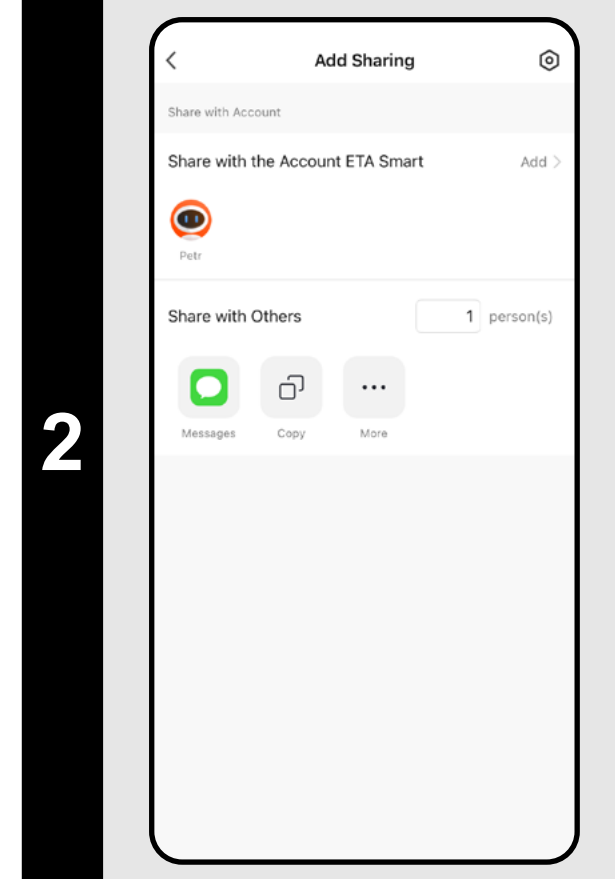 2
Add Sharing
Share with Account
Share with the Account ETA Smart Add
Petr
Share with Others 1 person(s)
Messages Copy More